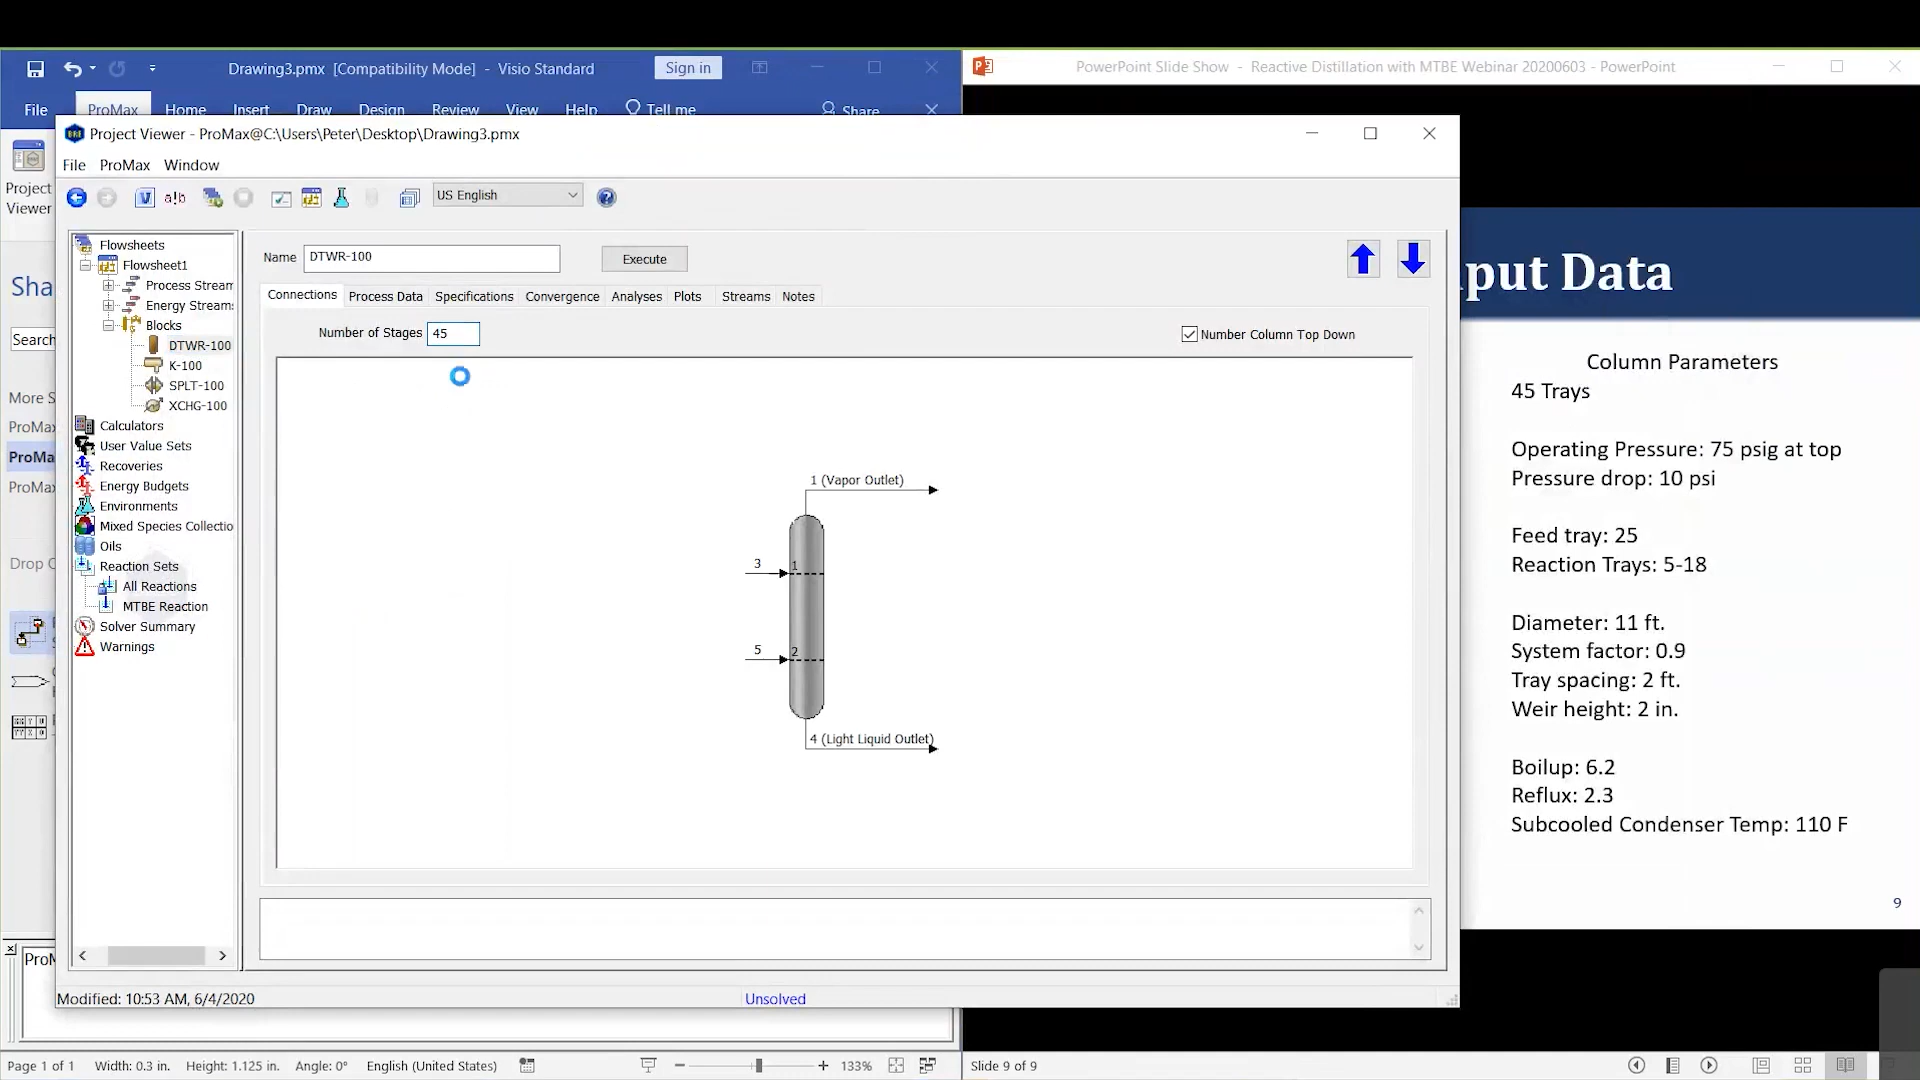 Drawing3.pmx [Compatibility Mode] - Visio Standard
Sign in
PowerPoint Slide Show - Reactive Distillation with MTBE Webinar 20200603 - PowerPoint
File ProMax Home Insert Draw Design Review View Help Tell me Share
Project Viewer - ProMax@C:\Users\Peter\Desktop\Drawing3.pmx
File ProMax Window
US English
Project
Viewer
Sha
Search
More S
ProMax
ProMa
ProMax
Drop
ProM
Flowsheets
Flowsheet1
Process Stream
Energy Streams
Blocks
DTWR-100
K-100
SPLT-100
XCHG-100
Calculators
User Value Sets
Recoveries
Energy Budgets
Environments
Mixed Species Collectio
Oils
Reaction Sets
All Reactions
MTBE Reaction
Solver Summary
Warnings
Name DTWR-100 Execute
Connections Process Data Specifications Convergence Analyses Plots Streams Notes
Number of Stages 45
Number Column Top Down
1 (Vapor Outlet)
3 1
5 2
4 (Light Liquid Outlet)
Modified: 10:53 AM, 6/4/2020 Unsolved
put Data
Column Parameters
45 Trays
Operating Pressure: 75 psig at top
Pressure drop: 10 psi
Feed tray: 25
Reaction Trays: 5-18
Diameter: 11 ft.
System factor: 0.9
Tray spacing: 2 ft.
Weir height: 2 in.
Boilup: 6.2
Reflux: 2.3
Subcooled Condenser Temp: 110 F
9
Page 1 of 1 Width: 0.3 in. Height: 1.125 in. Angle: 0° English (United States) 133%
Slide 9 of 9